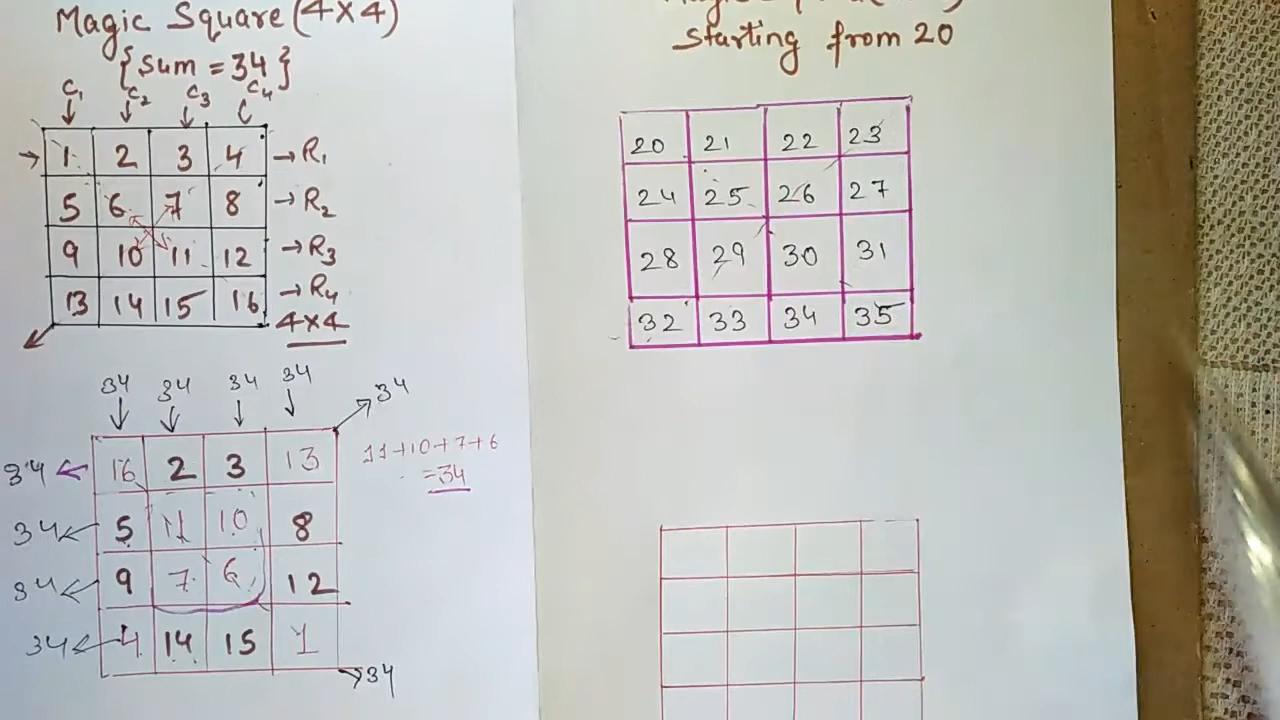 Magic Square (4×4)
{Sum = 34}
C1 C2 C3 C4
1 2 3 4 → R1
5 6 7 8 → R2
9 10 11 12 → R3
13 14 15 16 → R4
4×4
34 34 34 34
34
34 16 2 3 13
11+10+7+6
=34
34 5 11 10 8
34 9 7 6 12
34 4 14 15 1
34
Starting from 20
20 21 22 23
24 25 26 27
28 29 30 31
32 33 34 35